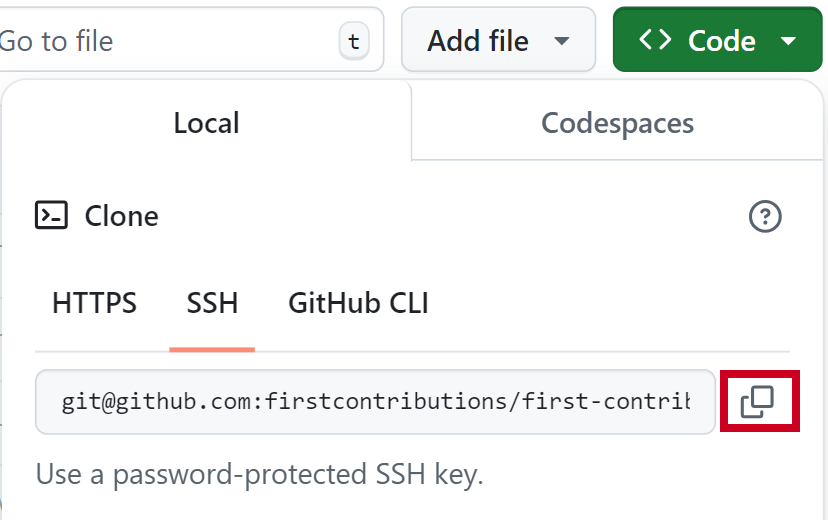 Go to file t Add file Code
Local Codespaces
Clone
HTTPS SSH GitHub CLI
git@github.com:firstcontributions/first-contrib
Use a password-protected SSH key.